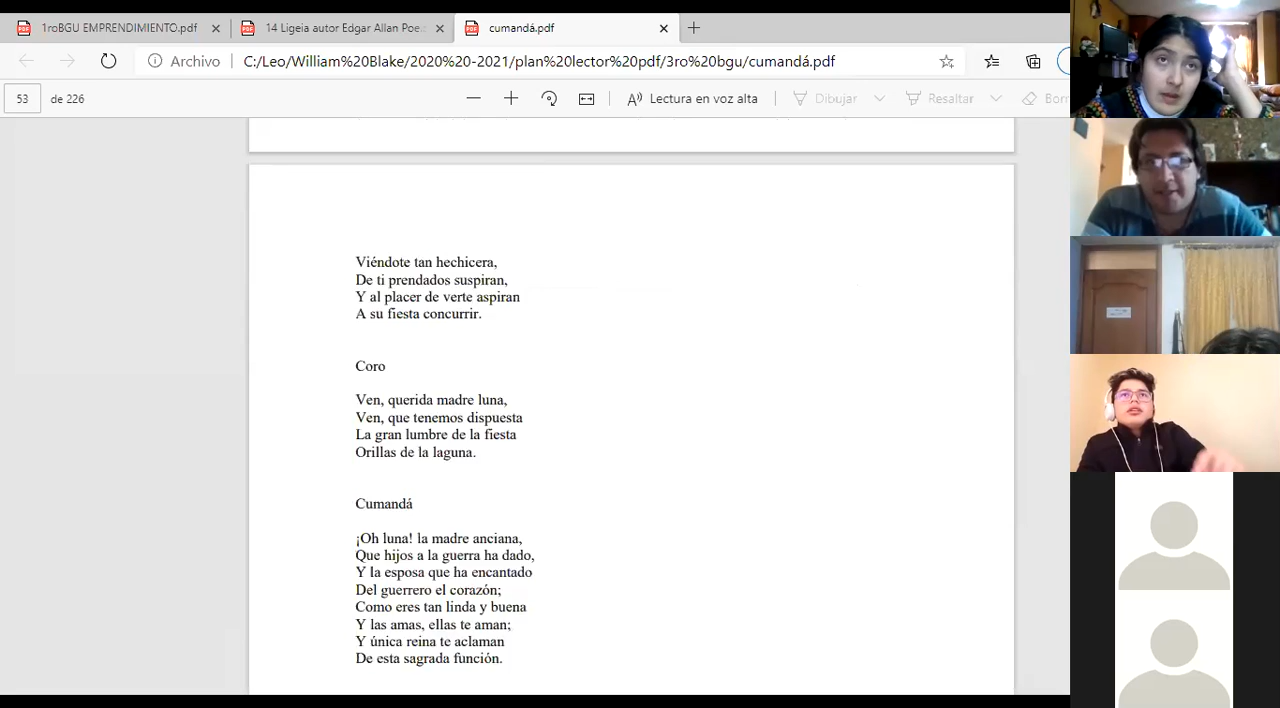 1roBGU EMPRENDIMIENTO.pdf
14 Ligeia autor Edgar Allan Poe.
cumandá.pdf
Archivo
C:/Leo/William%20Blake/2020%20-2021/plan%20lector%20pdf/3ro%20bgu/cumandá.pdf
53 de 226
Lectura en voz alta
Dibujar
Resaltar
Viéndote tan hechicera,
De ti prendados suspiran,
Y al placer de verte aspiran
A su fiesta concurrir.
Coro
Ven, querida madre luna,
Ven, que tenemos dispuesta
La gran lumbre de la fiesta
Orillas de la laguna.
Cumandá
¡Oh luna! la madre anciana,
Que hijos a la guerra ha dado,
Y la esposa que ha encantado
Del guerrero el corazón;
Como eres tan linda y buena
Y las amas, ellas te aman;
Y única reina te aclaman
De esta sagrada función.